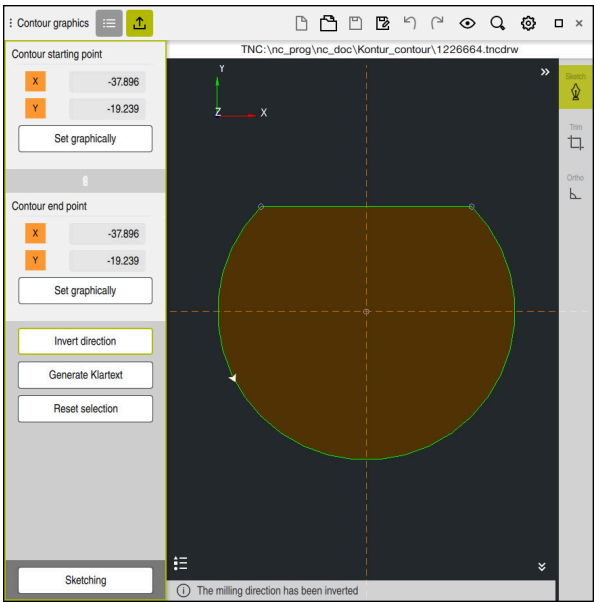 Contour graphics
TNC:\nc_prog\nc_doc\Kontur_contour\1226664.tncdrw
Contour starting point
X -37.896
Y -19.239
Set graphically
Contour end point
X -37.896
Y -19.239
Set graphically
Invert direction
Generate Klartext
Reset selection
Sketching
Y
Z X
Sketch
Trim
Ortho
The milling direction has been inverted